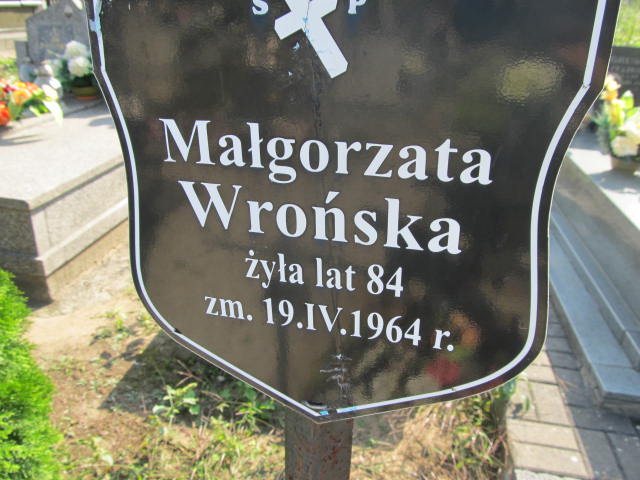 Ś P
Małgorzata
Wrońska
żyła lat 84
zm. 19.IV.1964 r.